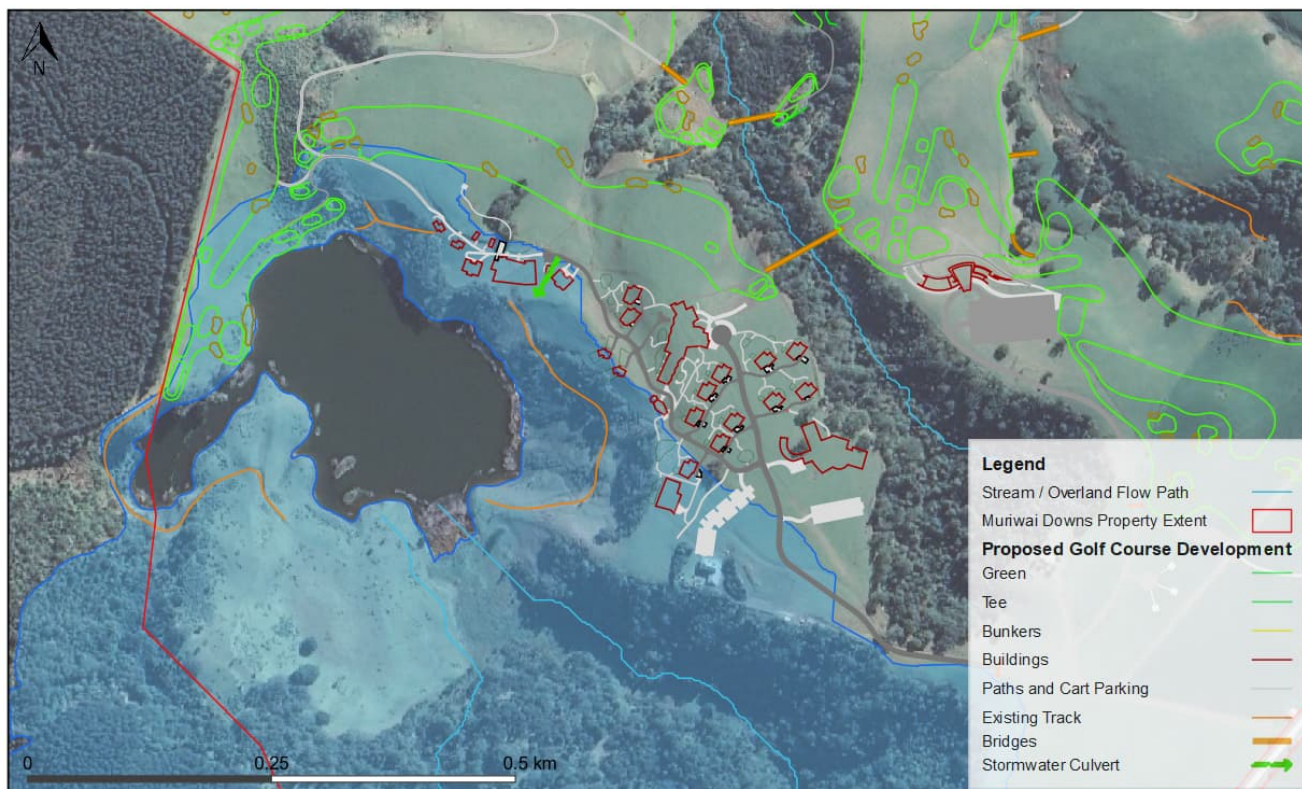 N
Legend
Stream / Overland Flow Path
Muriwai Downs Property Extent
Proposed Golf Course Development
Green
Tee
Bunkers
Buildings
Paths and Cart Parking
Existing Track
Bridges
Stormwater Culvert
0 0.25 0.5 km